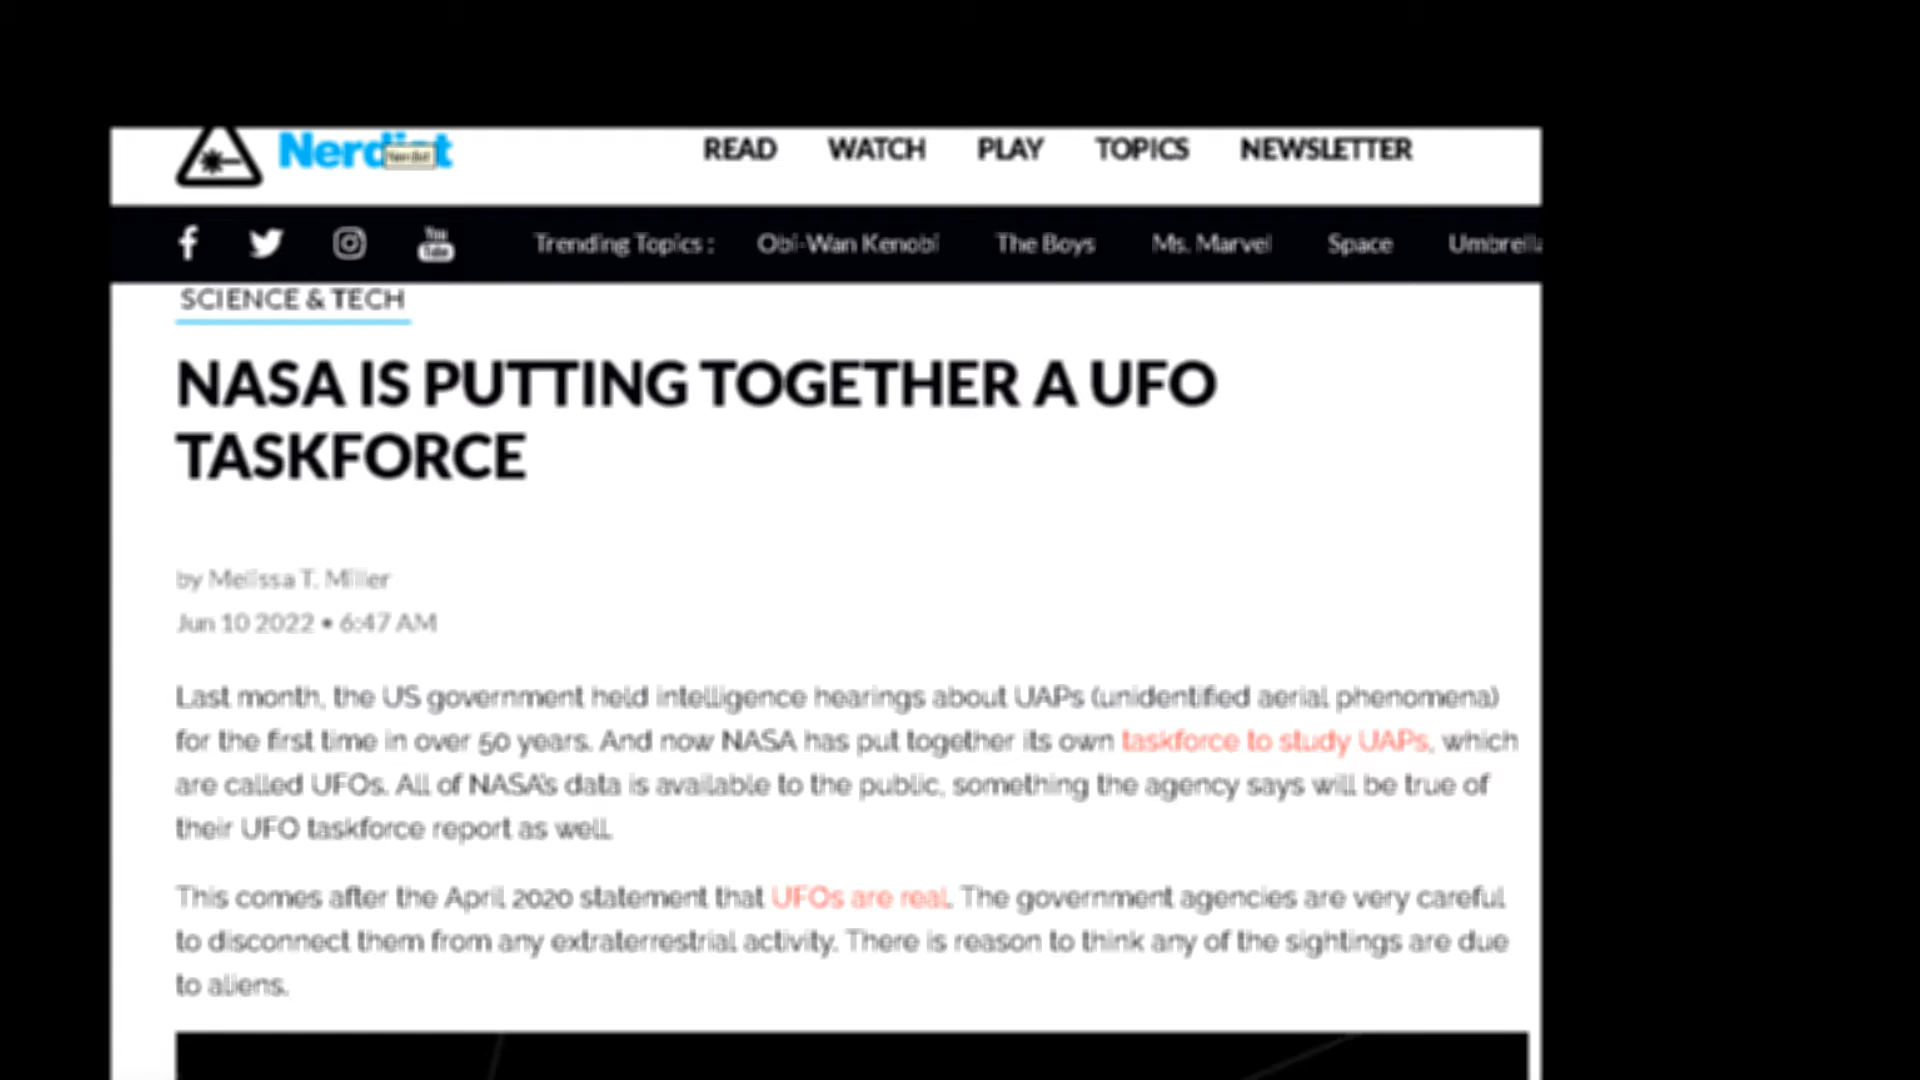 Nerdist
Nerdist
READ WATCH PLAY TOPICS NEWSLETTER
You
Tube
Trending Topics : Obi-Wan Kenobi The Boys Ms. Marvel Space Umbrella
SCIENCE & TECH
NASA IS PUTTING TOGETHER A UFO
TASKFORCE
by Melissa T. Miller
Jun 10 2022 • 6:47 AM
Last month, the US government held intelligence hearings about UAPs (unidentified aerial phenomena)
for the first time in over 50 years. And now NASA has put together its own taskforce to study UAPs, which
are called UFOs. All of NASA's data is available to the public, something the agency says will be true of
their UFO taskforce report as well.
This comes after the April 2020 statement that UFOs are real. The government agencies are very careful
to disconnect them from any extraterrestrial activity. There is reason to think any of the sightings are due
to aliens.